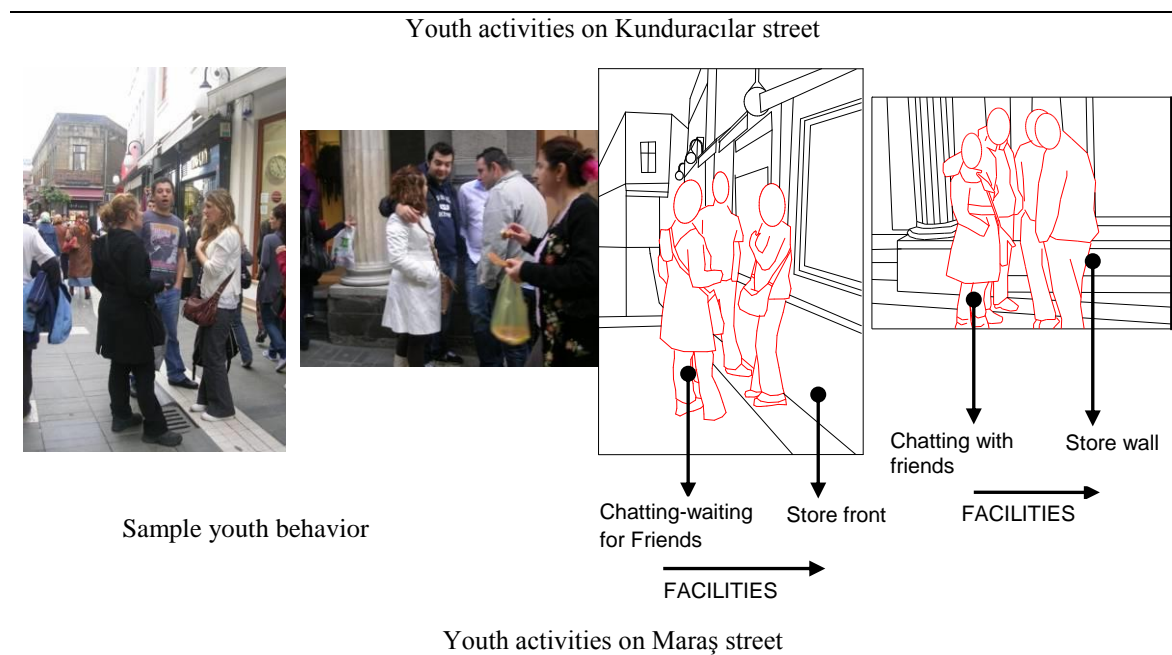 Youth activities on Kunduracılar street
Chatting with
friends
Store wall
FACILITIES
Chatting-waiting
for Friends
Store front
FACILITIES
Sample youth behavior
Youth activities on Maraş street